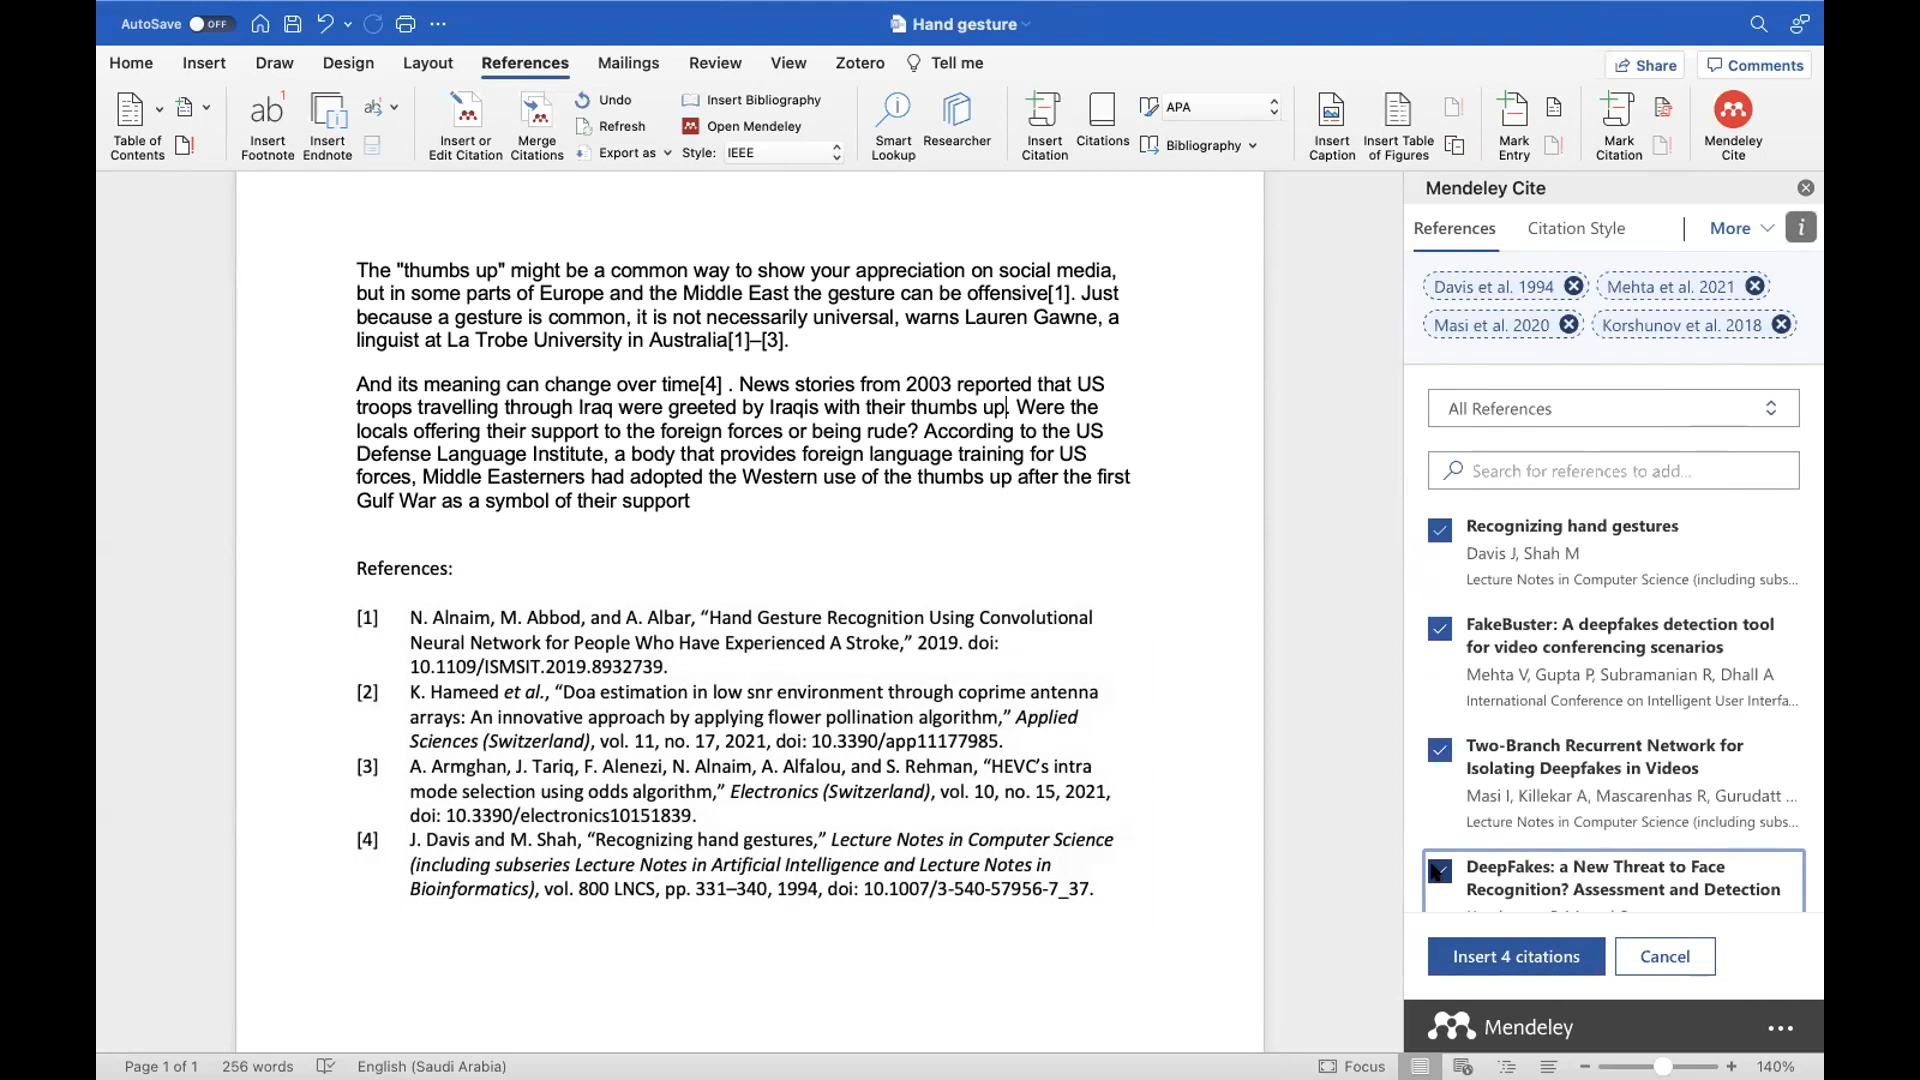 AutoSave OFF
Hand gesture
Home Insert Draw Design Layout References Mailings Review View Zotero Tell me
Share Comments
Table of Contents
ab1 Insert Footnote
Insert Endnote
ab
Insert or Edit Citation
Merge Citations
Undo
Refresh
Export as
Insert Bibliography
Open Mendeley
Style: IEEE
Smart Lookup
Researcher
Insert Citation
Citations
APA
Bibliography
Insert Caption
Insert Table of Figures
Mark Entry
Mark Citation
Mendeley Cite
The "thumbs up" might be a common way to show your appreciation on social media,
but in some parts of Europe and the Middle East the gesture can be offensive[1]. Just
because a gesture is common, it is not necessarily universal, warns Lauren Gawne, a
linguist at La Trobe University in Australia[1]–[3].
And its meaning can change over time[4] . News stories from 2003 reported that US
troops travelling through Iraq were greeted by Iraqis with their thumbs up. Were the
locals offering their support to the foreign forces or being rude? According to the US
Defense Language Institute, a body that provides foreign language training for US
forces, Middle Easterners had adopted the Western use of the thumbs up after the first
Gulf War as a symbol of their support
References:
[1] N. Alnaim, M. Abbod, and A. Albar, “Hand Gesture Recognition Using Convolutional
Neural Network for People Who Have Experienced A Stroke,” 2019. doi:
10.1109/ISMSIT.2019.8932739.
[2] K. Hameed et al., “Doa estimation in low snr environment through coprime antenna
arrays: An innovative approach by applying flower pollination algorithm,” Applied
Sciences (Switzerland), vol. 11, no. 17, 2021, doi: 10.3390/app11177985.
[3] A. Armghan, J. Tariq, F. Alenezi, N. Alnaim, A. Alfalou, and S. Rehman, “HEVC’s intra
mode selection using odds algorithm,” Electronics (Switzerland), vol. 10, no. 15, 2021,
doi: 10.3390/electronics10151839.
[4] J. Davis and M. Shah, “Recognizing hand gestures,” Lecture Notes in Computer Science
(including subseries Lecture Notes in Artificial Intelligence and Lecture Notes in
Bioinformatics), vol. 800 LNCS, pp. 331–340, 1994, doi: 10.1007/3-540-57956-7_37.
Mendeley Cite
References Citation Style More i
Davis et al. 1994 Mehta et al. 2021
Masi et al. 2020 Korshunov et al. 2018
All References
Search for references to add...
Recognizing hand gestures
Davis J, Shah M
Lecture Notes in Computer Science (including subs...
FakeBuster: A deepfakes detection tool
for video conferencing scenarios
Mehta V, Gupta P, Subramanian R, Dhall A
International Conference on Intelligent User Interfa...
Two-Branch Recurrent Network for
Isolating Deepfakes in Videos
Masi I, Killekar A, Mascarenhas R, Gurudatt ...
Lecture Notes in Computer Science (including subs...
DeepFakes: a New Threat to Face
Recognition? Assessment and Detection
Insert 4 citations Cancel
Mendeley
Page 1 of 1 256 words English (Saudi Arabia) Focus 140%